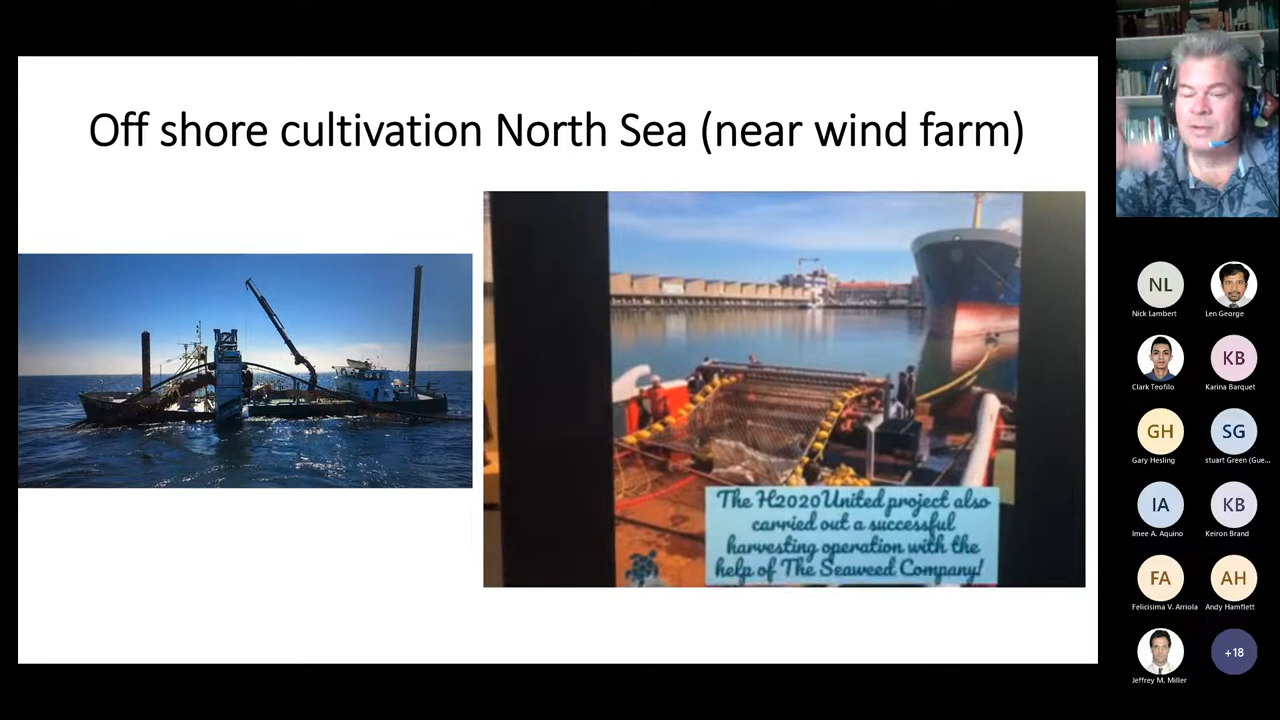 Off shore cultivation North Sea (near wind farm)
The H2020United project also
carried out a successful
harvesting operation with the
help of The Seaweed Company!
NL
Nick Lambert
Len George
Clark Teofilo
KB
Karina Barquet
GH
Gary Hesling
SG
stuart Green (Gue...
IA
Imee A. Aquino
KB
Keiron Brand
FA
Felicisima V. Arriola
AH
Andy Hamflett
Jeffrey M. Miller
+18